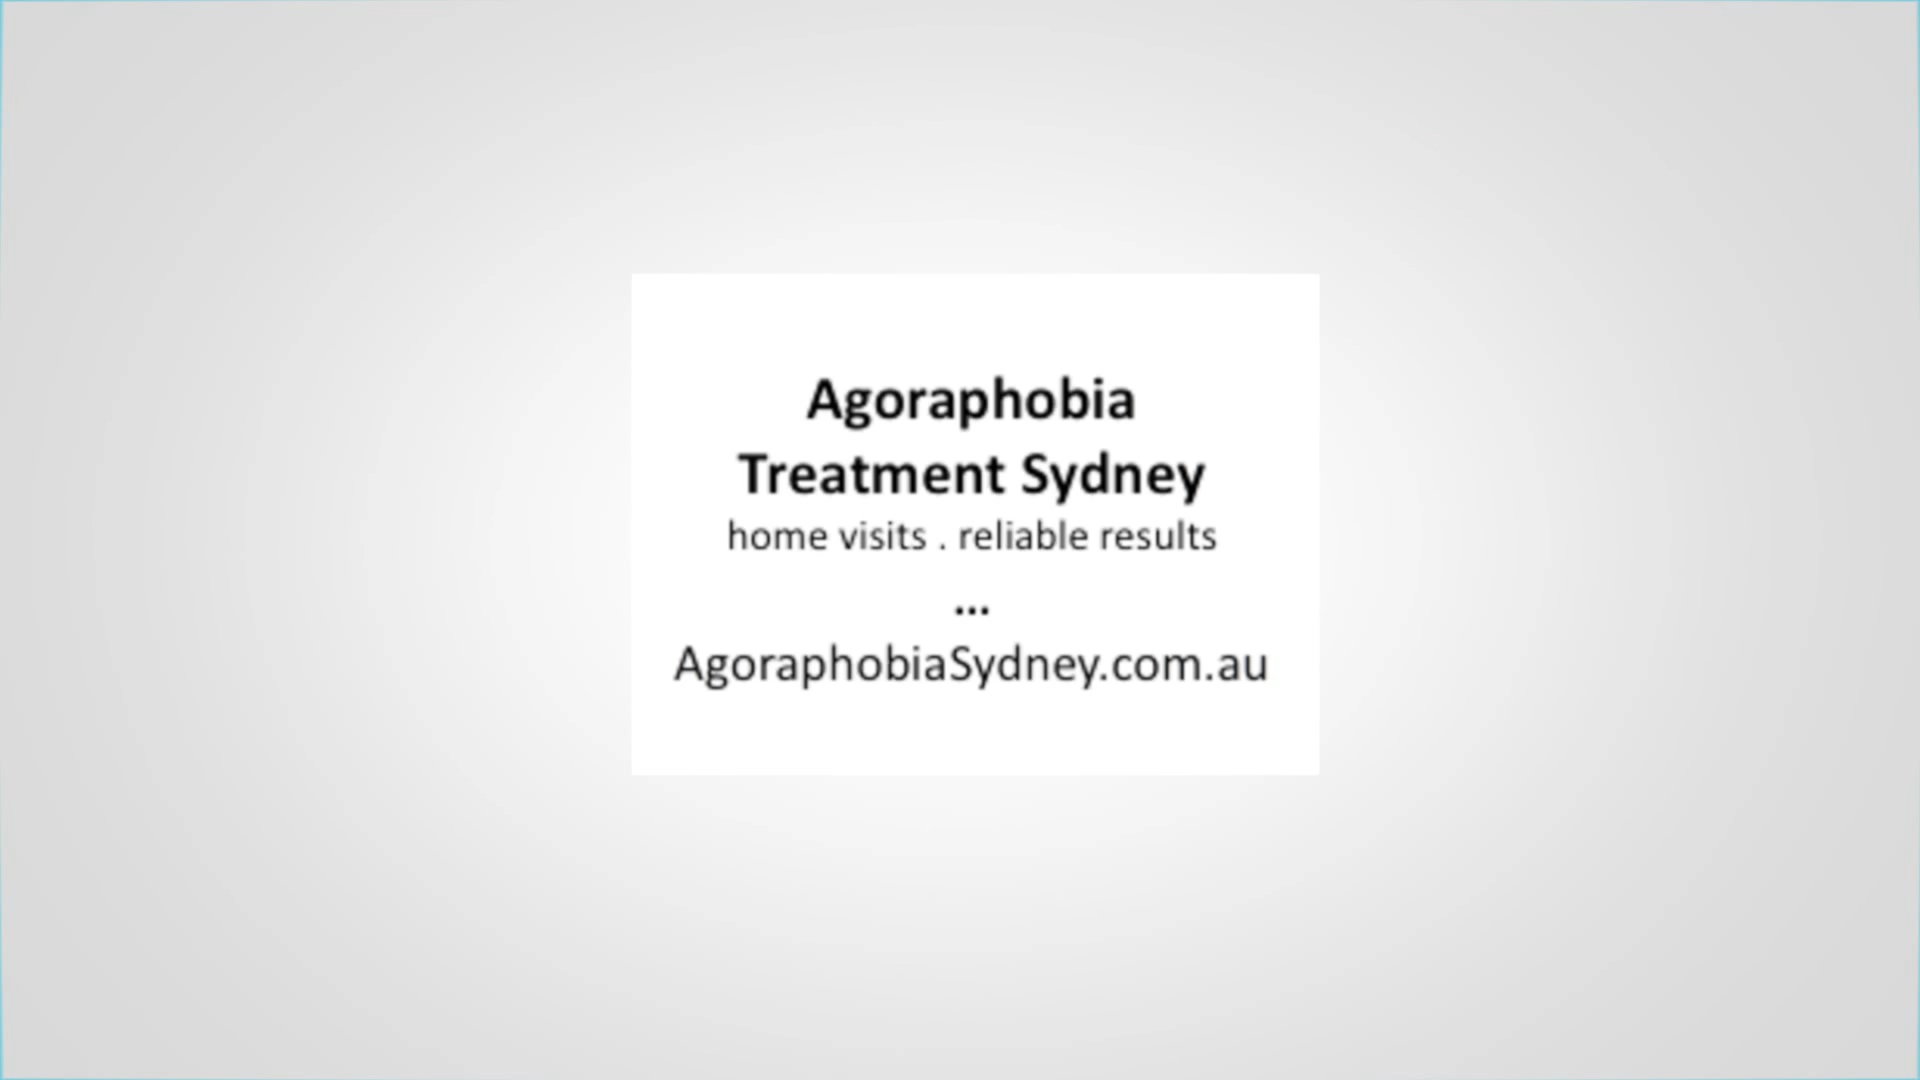 Agoraphobia
Treatment Sydney
home visits . reliable results
...
AgoraphobiaSydney.com.au